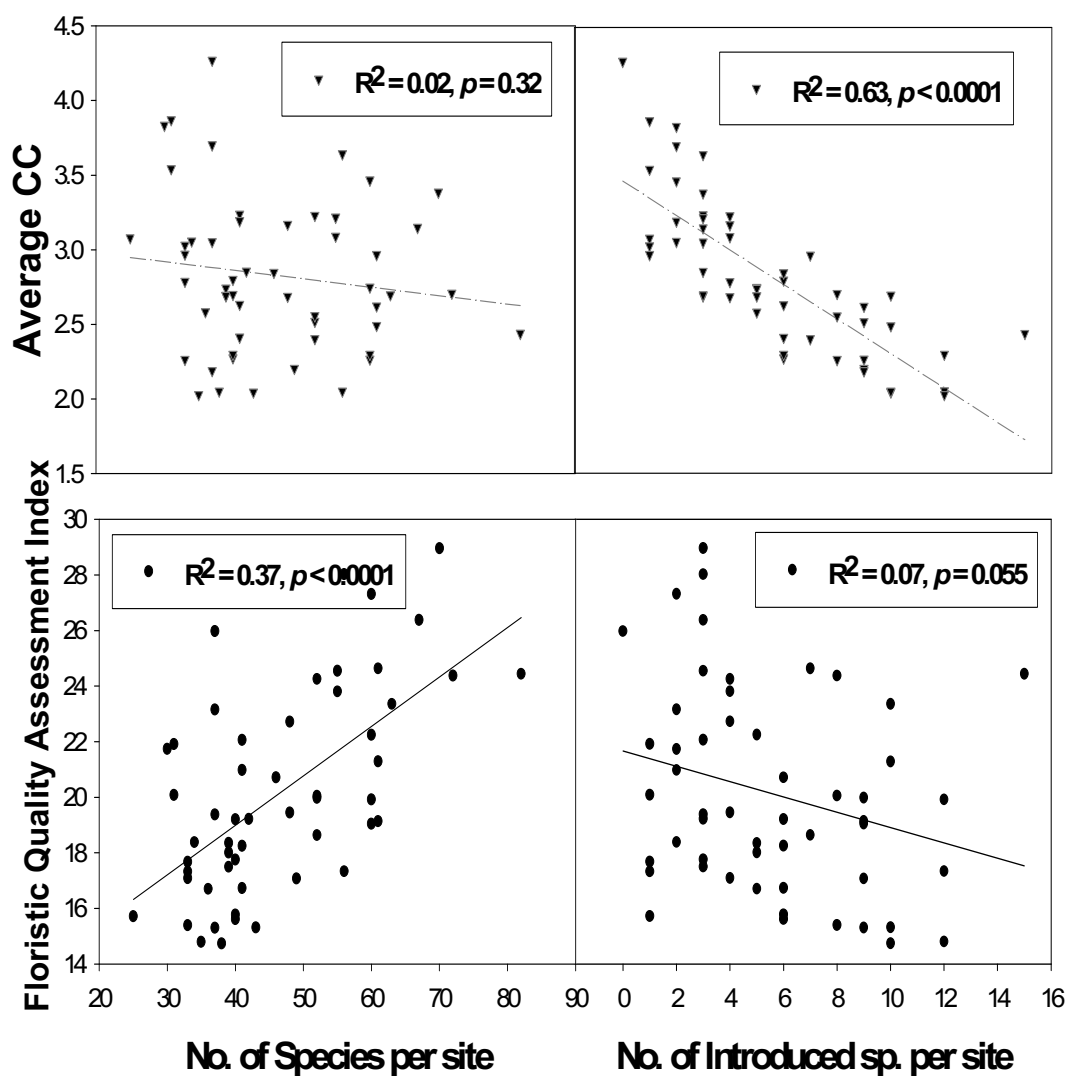 4.5
R2 = 0.02, p = 0.32
R2 = 0.63, p < 0.0001
4.0
3.5
3.0
2.5
2.0
1.5
Average CC
30
R2 = 0.37, p < 0.0001
R2 = 0.07, p = 0.055
28
26
24
22
20
18
16
14
Floristic Quality Assessment Index
20 30 40 50 60 70 80 90
0 2 4 6 8 10 12 14 16
No. of Species per site
No. of Introduced sp. per site